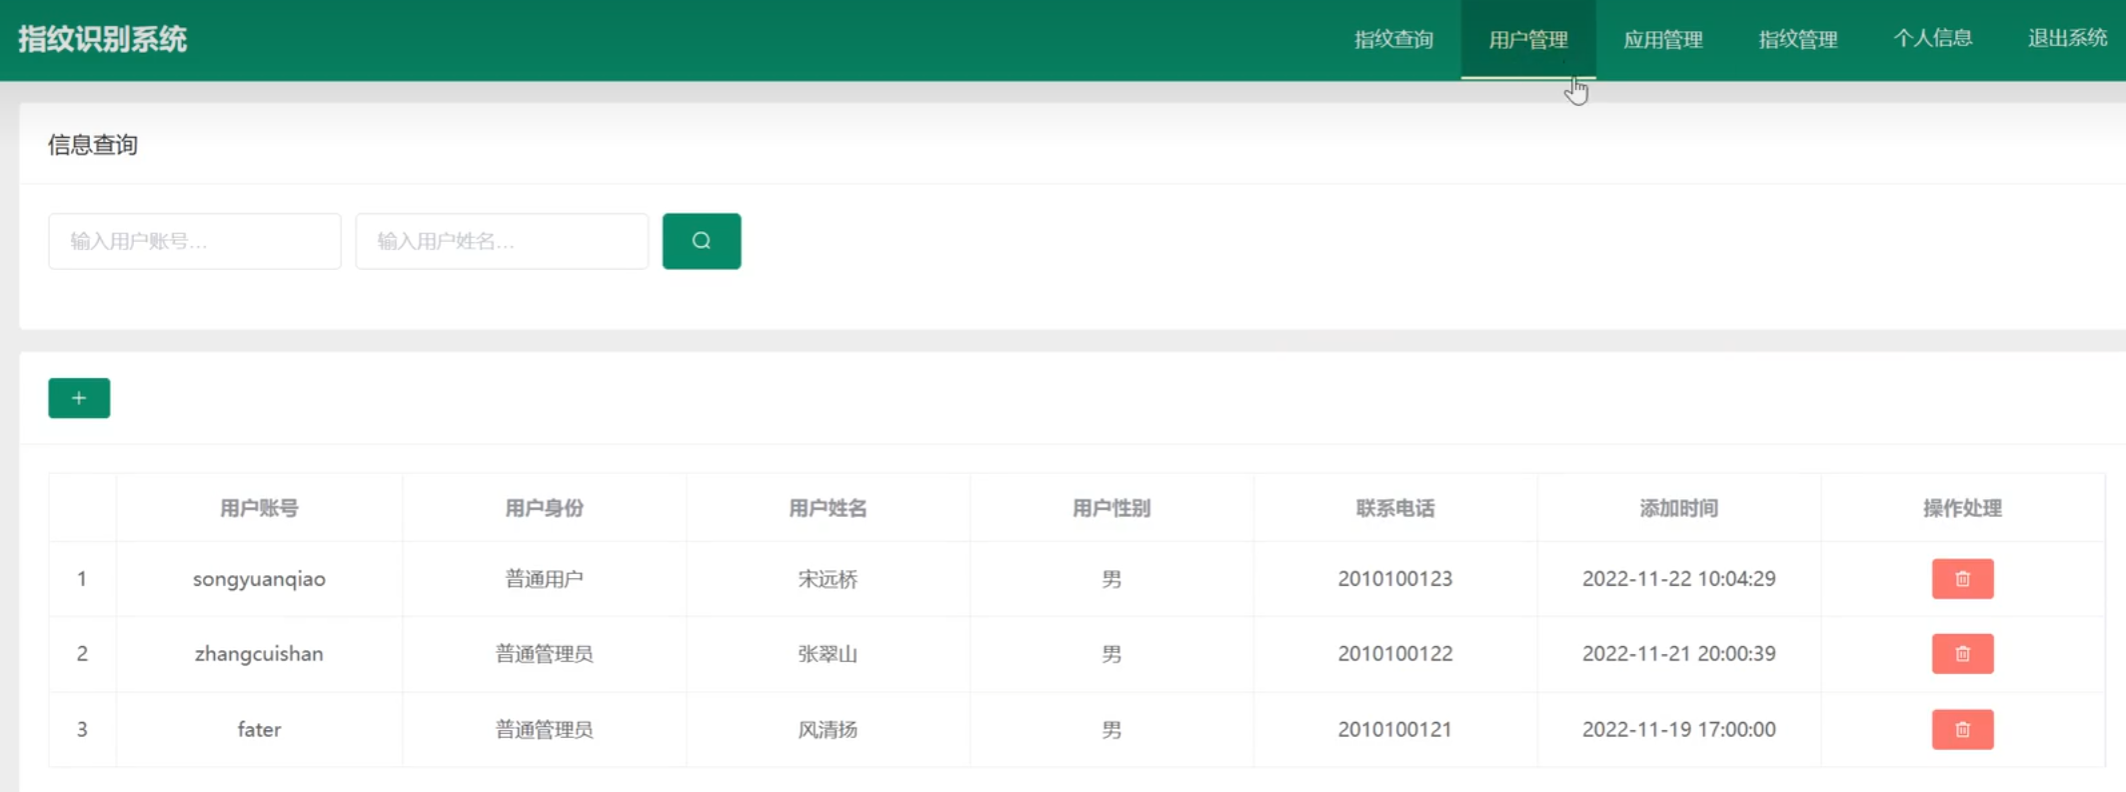 指纹识别系统 指纹查询 用户管理 应用管理 指纹管理 个人信息 退出系统
信息查询
输入用户账号... 输入用户姓名...
用户账号 用户身份 用户姓名 用户性别 联系电话 添加时间 操作处理
1 songyuanqiao 普通用户 宋远桥 男 2010100123 2022-11-22 10:04:29
2 zhangcuishan 普通管理员 张翠山 男 2010100122 2022-11-21 20:00:39
3 fater 普通管理员 风清扬 男 2010100121 2022-11-19 17:00:00